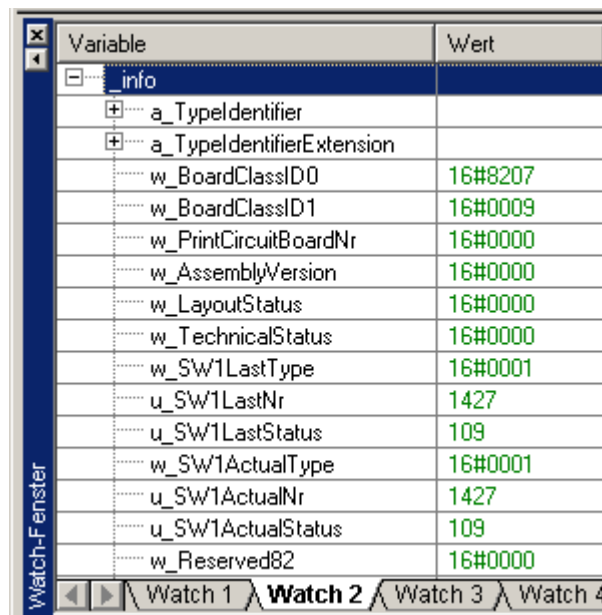 Variable Wert
_info
a_TypeIdentifier
a_TypeIdentifierExtension
w_BoardClassID0 16#8207
w_BoardClassID1 16#0009
w_PrintCircuitBoardNr 16#0000
w_AssemblyVersion 16#0000
w_LayoutStatus 16#0000
w_TechnicalStatus 16#0000
w_SW1LastType 16#0001
u_SW1LastNr 1427
u_SW1LastStatus 109
w_SW1ActualType 16#0001
u_SW1ActualNr 1427
u_SW1ActualStatus 109
w_Reserved82 16#0000
Watch 1 Watch 2 Watch 3 Watch 4
Watch-Fenster